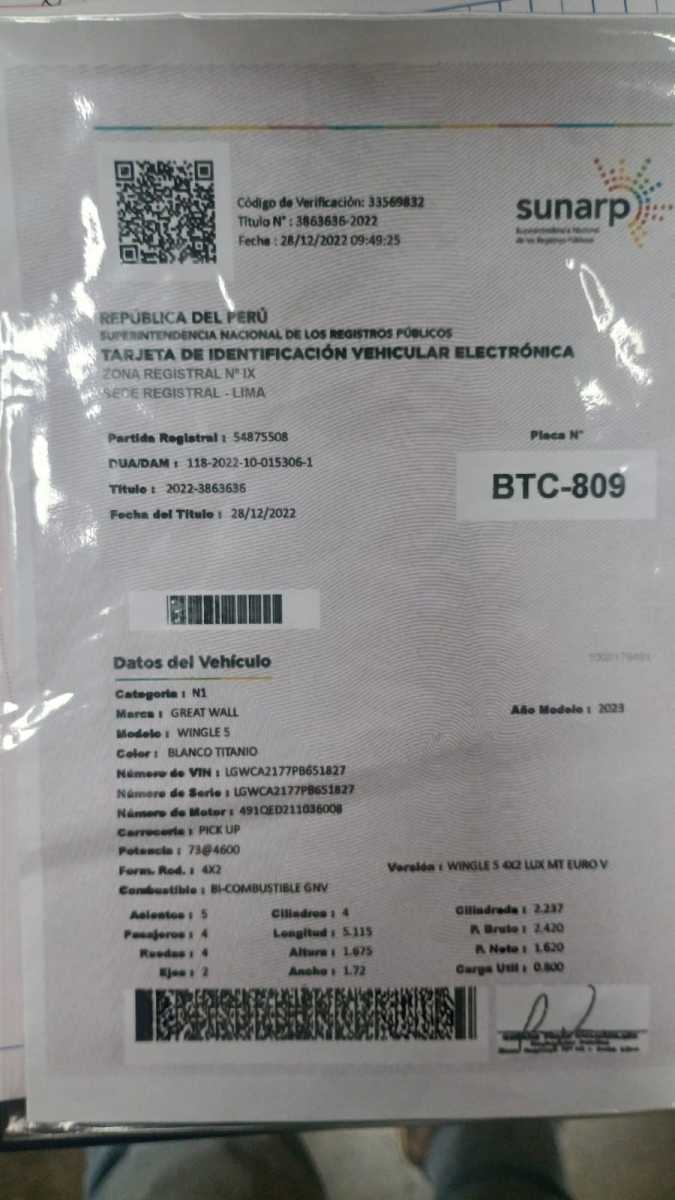 Código de Verificación: 33569832
Título N° : 3863636-2022
Fecha : 28/12/2022 09:49:25
sunarp
Superintendencia Nacional
de los Registros Públicos
REPÚBLICA DEL PERÚ
SUPERINTENDENCIA NACIONAL DE LOS REGISTROS PÚBLICOS
TARJETA DE IDENTIFICACIÓN VEHICULAR ELECTRÓNICA
ZONA REGISTRAL N° IX
SEDE REGISTRAL - LIMA
Partida Registral : 54875508
DUA/DAM : 118-2022-10-015306-1
Título : 2022-3863636
Fecha del Título : 28/12/2022
Placa N°
BTC-809
Datos del Vehículo
Categoria : N1
Marca : GREAT WALL
Año Modelo : 2023
Modelo : WINGLE 5
Color : BLANCO TITANIO
Número de VIN : LGWCA2177PB651827
Número de Serie : LGWCA2177PB651827
Número de Motor : 491QED211036008
Carrocería : PICK UP
Potencia : 73@4600
Form. Rod. : 4X2
Versión : WINGLE 5 4X2 LUX MT EURO V
Combustible : BI-COMBUSTIBLE GNV
Asientos : 5 Cilindros : 4 Cilindrada : 2.237
Pasajeros : 4 Longitud : 5.115 P. Bruto : 2.420
Ruedas : 4 Altura : 1.675 P. Neto : 1.620
Ejes : 2 Ancho : 1.72 Carga Util : 0.800